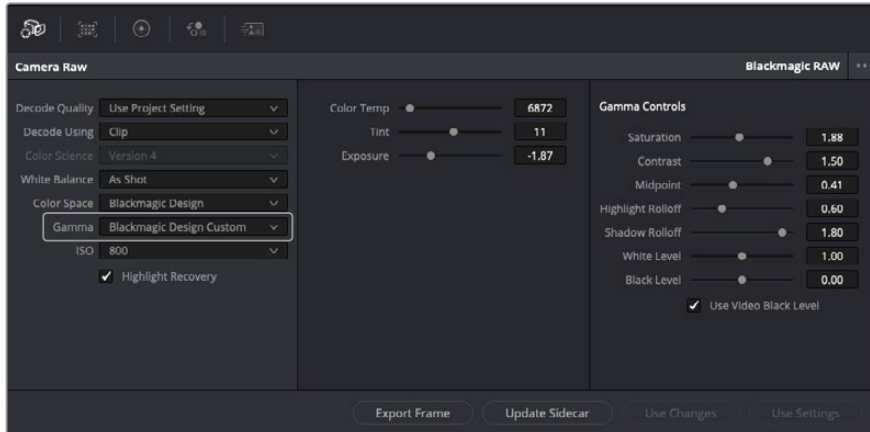 Camera Raw
Blackmagic RAW
Decode Quality Use Project Setting
Decode Using Clip
Color Science Version 4
White Balance As Shot
Color Space Blackmagic Design
Gamma Blackmagic Design Custom
ISO 800
Highlight Recovery
Color Temp 6872
Tint 11
Exposure -1.87
Gamma Controls
Saturation 1.88
Contrast 1.50
Midpoint 0.41
Highlight Rolloff 0.60
Shadow Rolloff 1.80
White Level 1.00
Black Level 0.00
Use Video Black Level
Export Frame
Update Sidecar
Use Changes
Use Settings